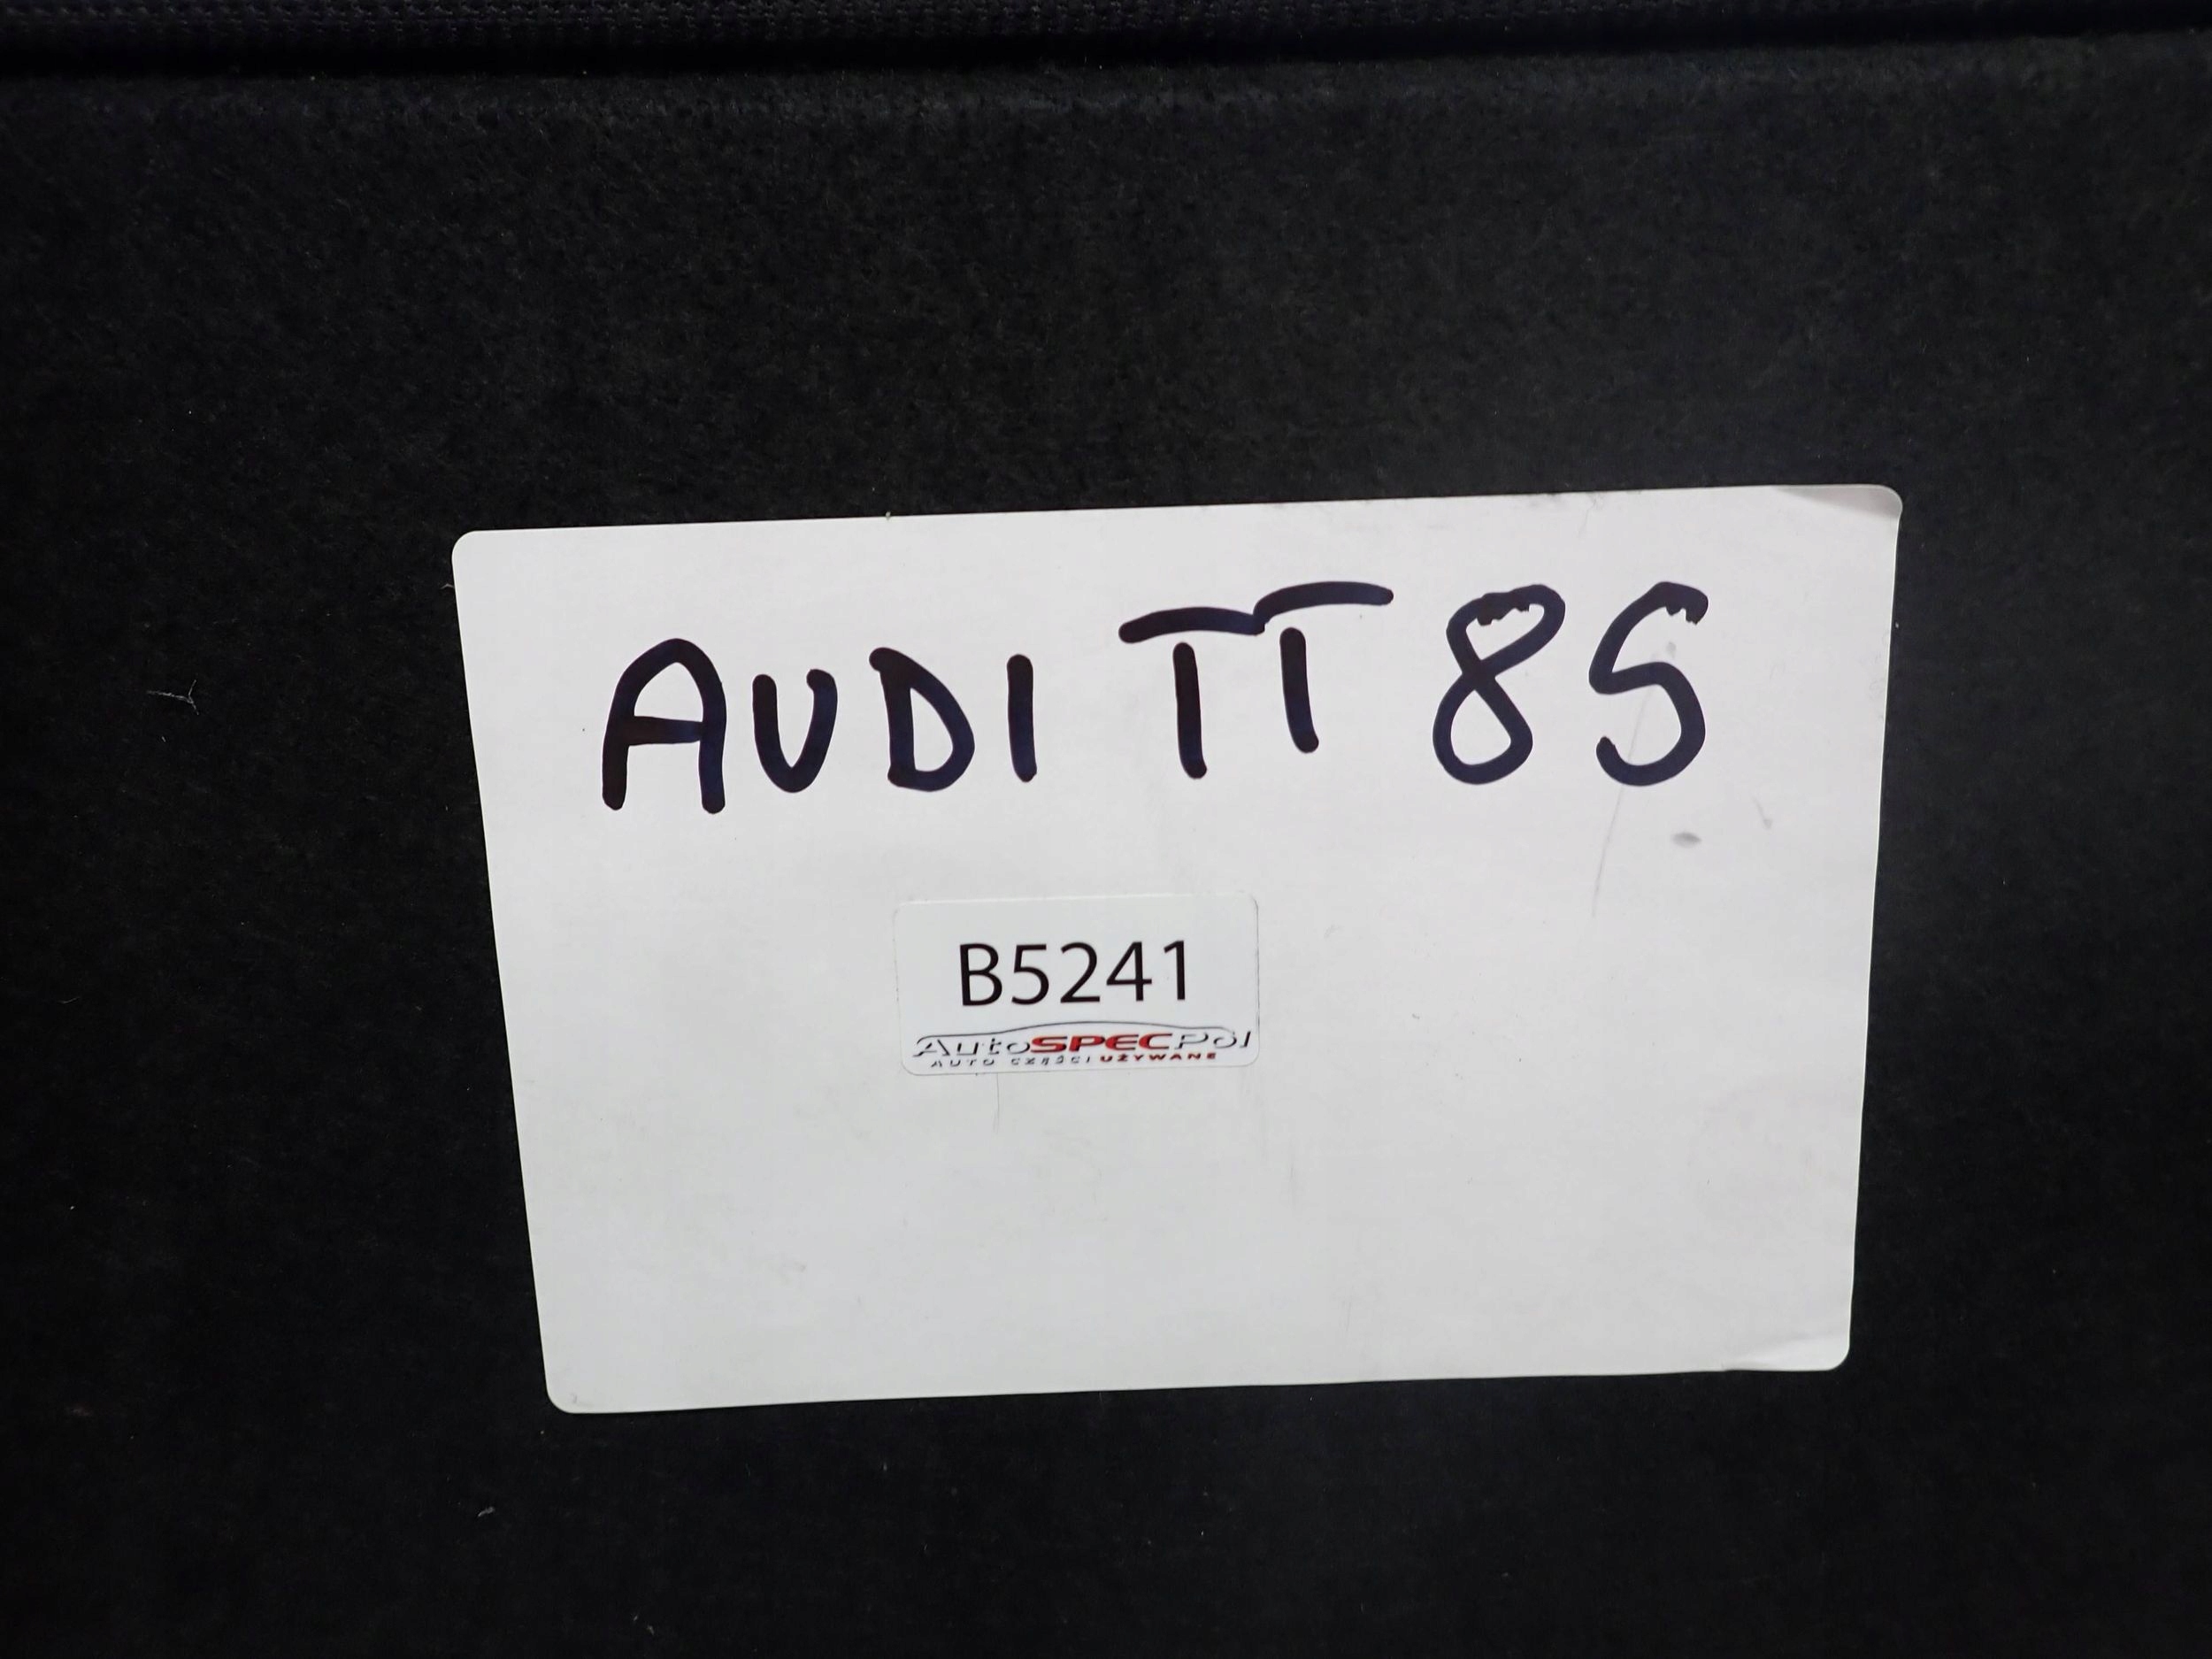 AUDI TT 8S
B5241
AutoSPECPol
AUTO CZĘŚCI UŻYWANE